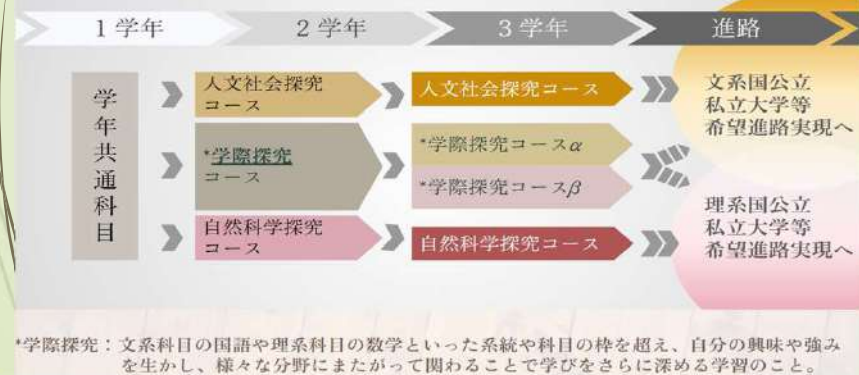 1学年
2学年
3学年
進路
学年共通科目
人文社会探究
コース
*学際探究
コース
自然科学探究
コース
人文社会探究コース
*学際探究コースα
*学際探究コースβ
自然科学探究コース
文系国公立
私立大学等
希望進路実現へ
理系国公立
私立大学等
希望進路実現へ
*学際探究：文系科目の国語や理系科目の数学といった系統や科目の枠を超え、自分の興味や強み
を生かし、様々な分野にまたがって関わることで学びをさらに深める学習のこと。